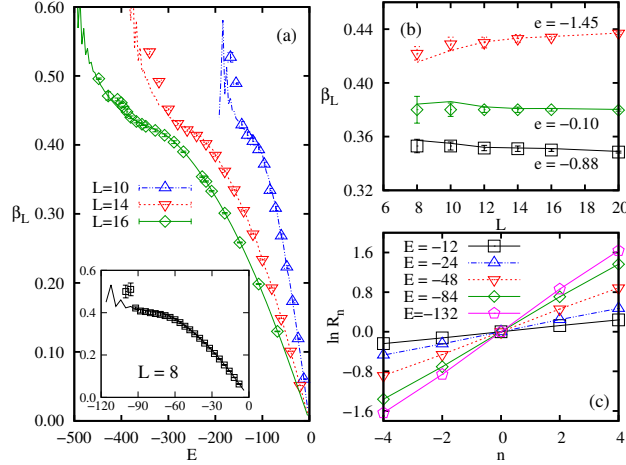 (a)
0.60
0.50
0.40
0.30
0.20
0.10
0.00
β_L
L=10
L=14
L=16
−500 −400 −300 −200 −100 0
E
0.6
0.4
0.2
0.0
L = 8
−120 −90 −60 −30 0
(b)
0.44
0.40
0.36
0.32
β_L
e = −1.45
e = −0.10
e = −0.88
6 8 10 12 14 16 18 20
L
E = −12
E = −24
E = −48
E = −84
E=−132
1.6
0.8
0.0
−0.8
−1.6
ln R_n
(c)
−4 −2 0 2 4
n